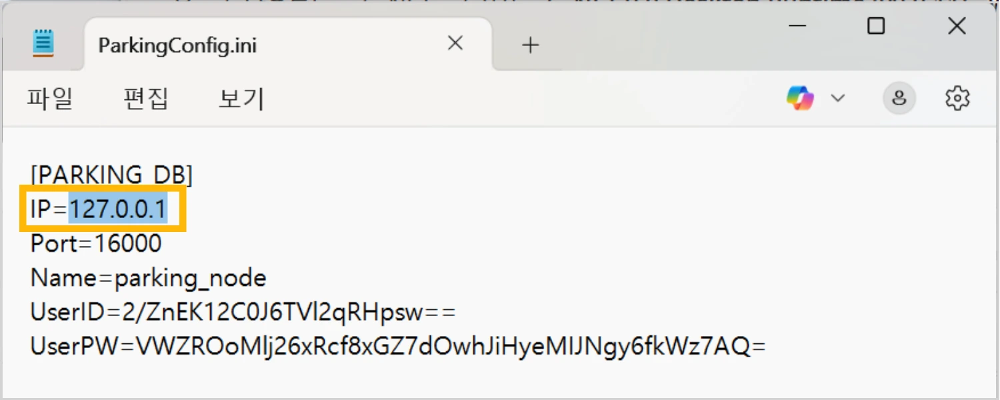 ParkingConfig.ini
파일 편집 보기
[PARKING_DB]
IP=127.0.0.1
Port=16000
Name=parking_node
UserID=2/ZnEK12C0J6TVl2qRHpsw==
UserPW=VWZROoMlj26xRcf8xGZ7dOwhJiHyeMIJNgy6fkWz7AQ=